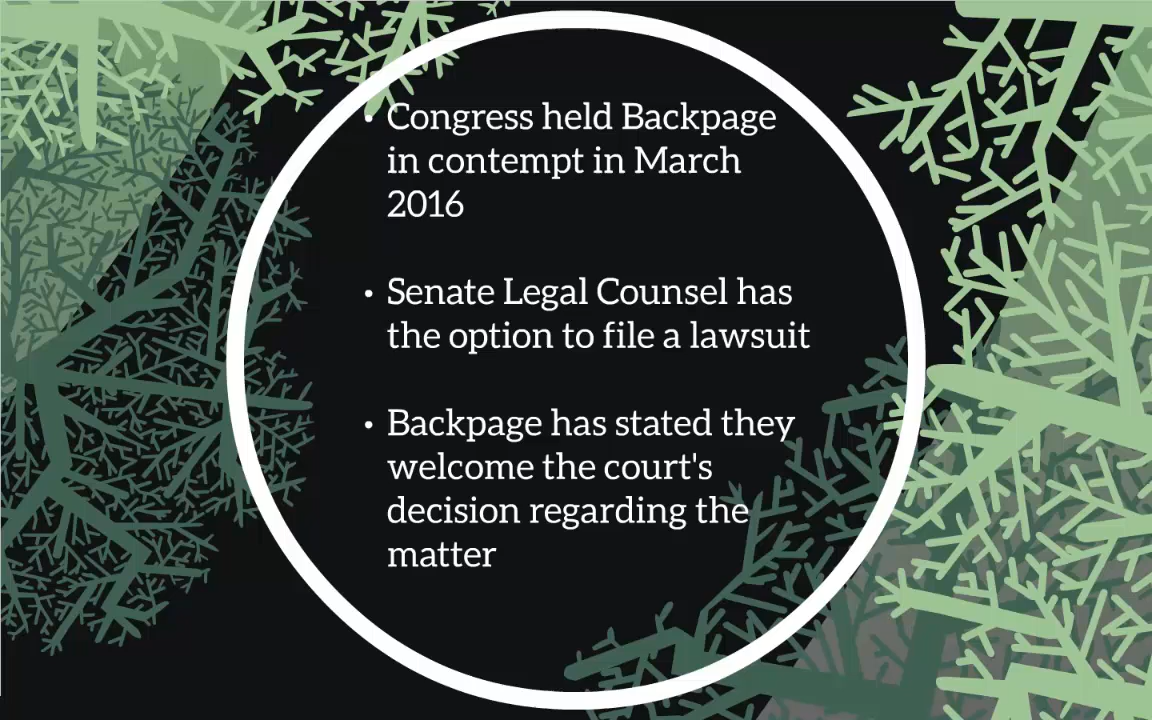 • Congress held Backpage
in contempt in March
2016
• Senate Legal Counsel has
the option to file a lawsuit
• Backpage has stated they
welcome the court's
decision regarding the
matter